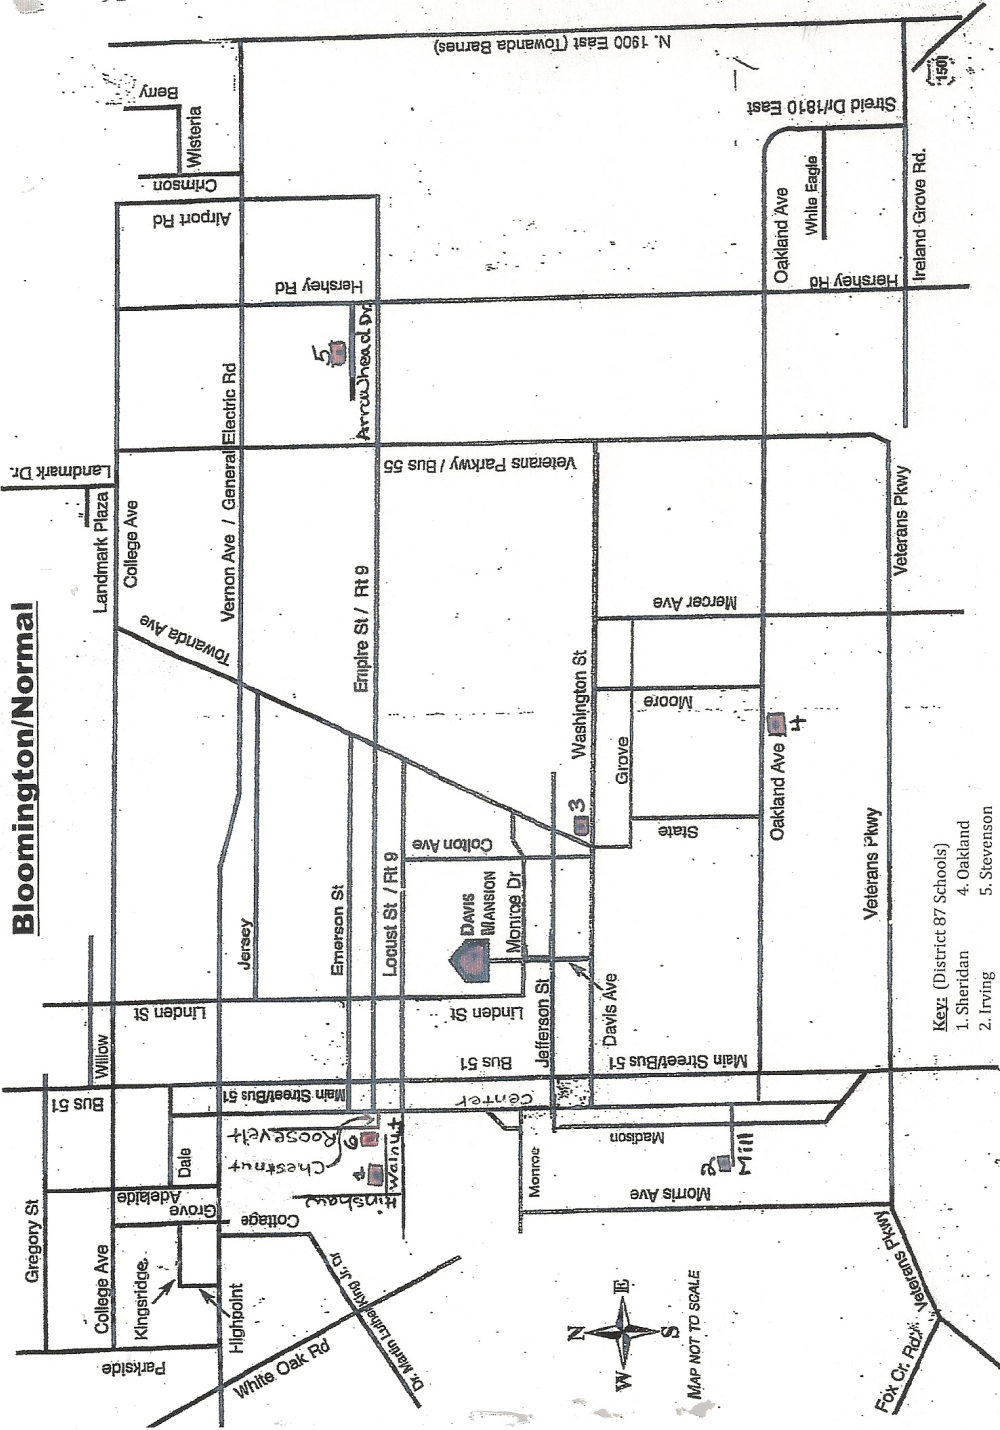 Bloomington/Normal
Landmark Dr.
Landmark Plaza
College Ave
Towanda Ave
Vernon Ave / General Electric Rd
Berry
Wisteria
Crimson
Airport Rd
N. 1900 East (Towanda Barnes)
Hershey Rd
5
Arrowhead Dr
Veterans Parkway / Bus 55
Empire St / Rt 9
Streid Dr/1810 East
150
Oakland Ave
White Eagle
Hershey Rd
Ireland Grove Rd.
Veterans Pkwy
Mercer Ave
Washington St
Moore
Grove
3
State
Oakland Ave
4
Veterans Pkwy
Jersey
Emerson St
Locust St / Rt 9
Colton Ave
DAVIS
MANSION
Monroe Dr
Linden St
Linden St
Jefferson St
Davis Ave
Willow
Bus 51
Main Street/Bus 51
Bus 51
Main Street/Bus 51
Center
Roosevelt
Chestnut
6
Walnut
Hinshaw
Dale
Adelaide
Grove
Cottage
Gregory St
College Ave
Kingsridge
Highpoint
Parkside
White Oak Rd
Dr. Martin Luther King Jr. Dr
Monroe
Madison
Mill
Morris Ave
Veterans Pkwy
Fox Cr. Rd
N
E
S
W
MAP NOT TO SCALE
Key: (District 87 Schools)
1. Sheridan 4. Oakland
2. Irving 5. Stevenson